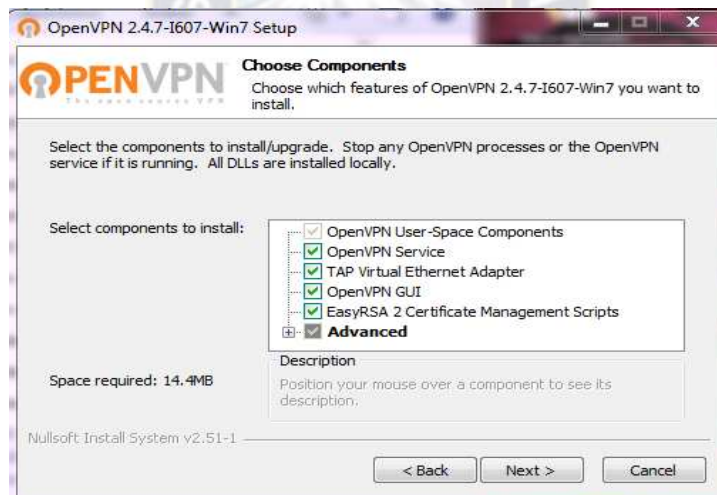 OpenVPN 2.4.7-I607-Win7 Setup
OPENVPN
The open source VPN
Choose Components
Choose which features of OpenVPN 2.4.7-I607-Win7 you want to
install.
Select the components to install/upgrade. Stop any OpenVPN processes or the OpenVPN
service if it is running. All DLLs are installed locally.
Select components to install:
OpenVPN User-Space Components
OpenVPN Service
TAP Virtual Ethernet Adapter
OpenVPN GUI
EasyRSA 2 Certificate Management Scripts
Advanced
Space required: 14.4MB
Description
Position your mouse over a component to see its
description.
Nullsoft Install System v2.51-1
< Back
Next >
Cancel